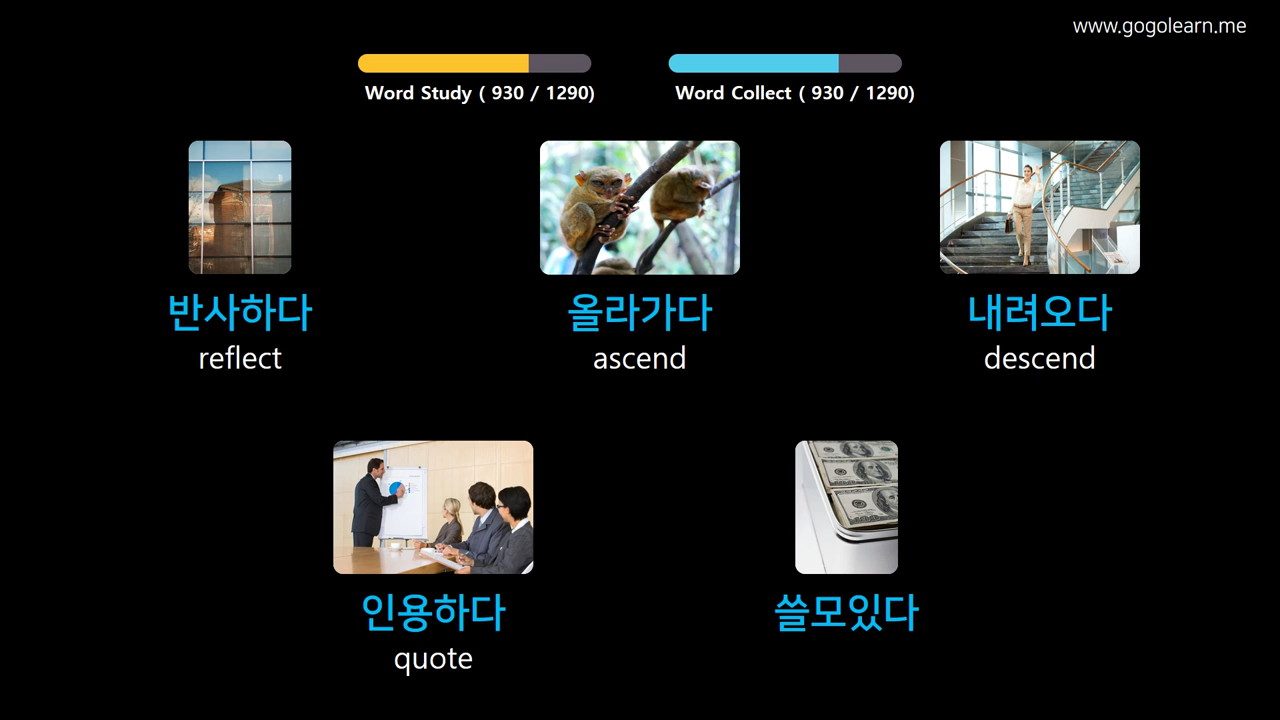 www.gogolearn.me
Word Study ( 930 / 1290)
Word Collect ( 930 / 1290)
반사하다
reflect
올라가다
ascend
내려오다
descend
인용하다
quote
쓸모있다